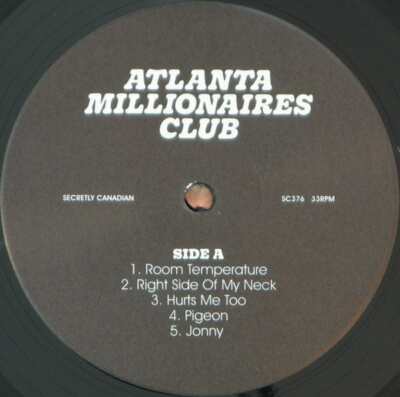 ATLANTA
MILLIONAIRES
CLUB
SECRETLY CANADIAN
SC376 33RPM
SIDE A
1. Room Temperature
2. Right Side Of My Neck
3. Hurts Me Too
4. Pigeon
5. Jonny